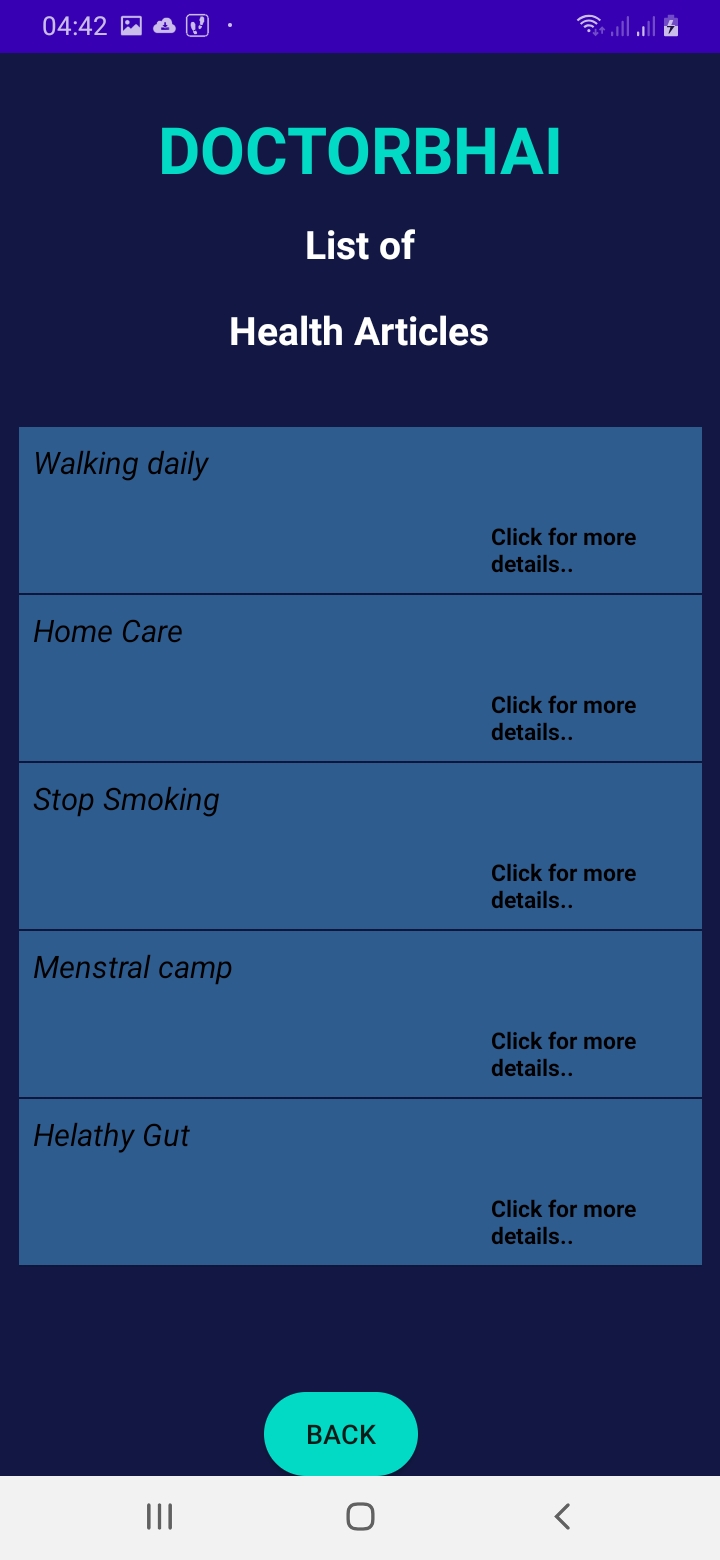 04:42
DOCTORBHAI
List of
Health Articles
Walking daily
Click for more
details..
Home Care
Click for more
details..
Stop Smoking
Click for more
details..
Menstral camp
Click for more
details..
Helathy Gut
Click for more
details..
BACK